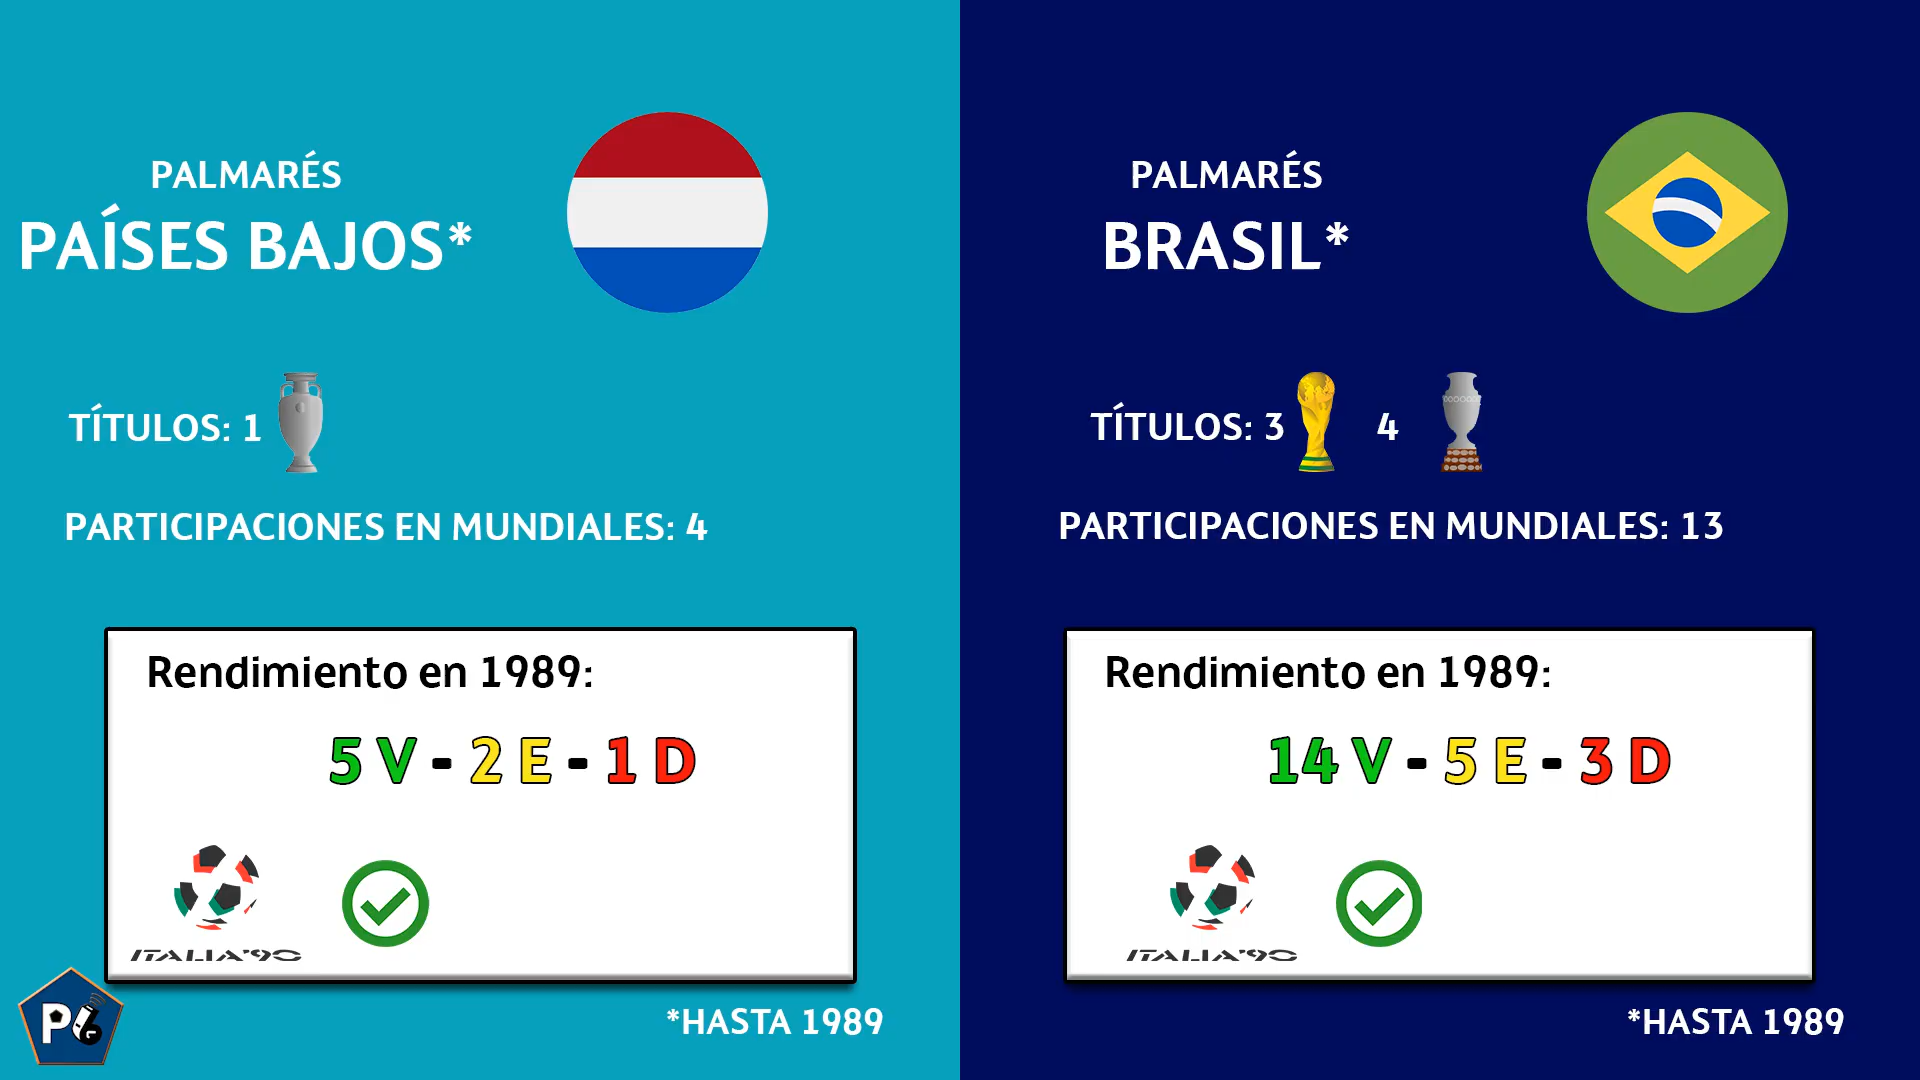 PALMARÉS
PAÍSES BAJOS*
TÍTULOS: 1
PARTICIPACIONES EN MUNDIALES: 4
Rendimiento en 1989:
5 V - 2 E - 1 D
ITALIA'90
*HASTA 1989
P6
PALMARÉS
BRASIL*
TÍTULOS: 3 4
PARTICIPACIONES EN MUNDIALES: 13
Rendimiento en 1989:
14 V - 5 E - 3 D
ITALIA'90
*HASTA 1989